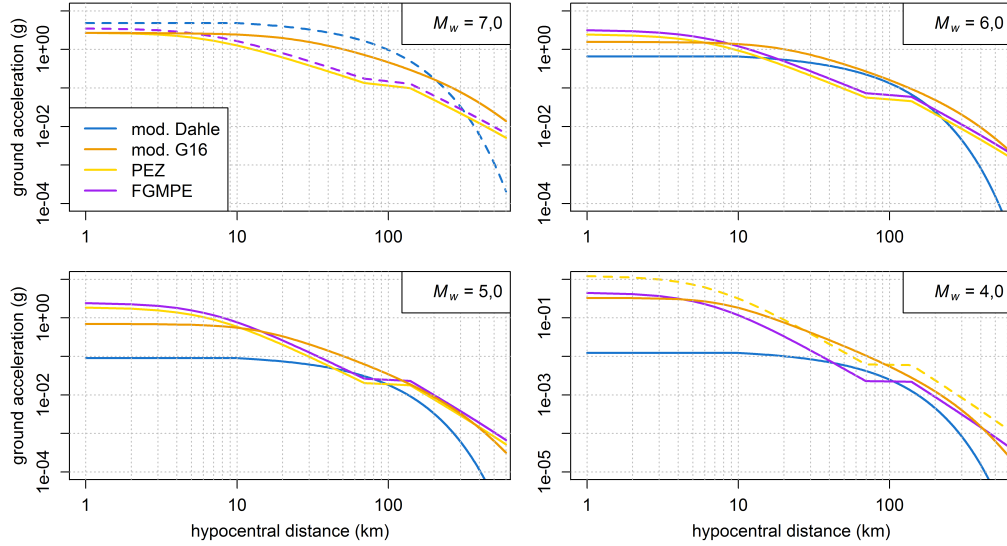 ground acceleration (g)
1e+00
1e-02
1e-04
M_w = 7,0
mod. Dahle
mod. G16
PEZ
FGMPE
1 10 100
1e+00
1e-02
1e-04
M_w = 6,0
1 10 100
ground acceleration (g)
1e+00
1e-02
1e-04
M_w = 5,0
1 10 100
hypocentral distance (km)
1e-01
1e-03
1e-05
M_w = 4,0
1 10 100
hypocentral distance (km)